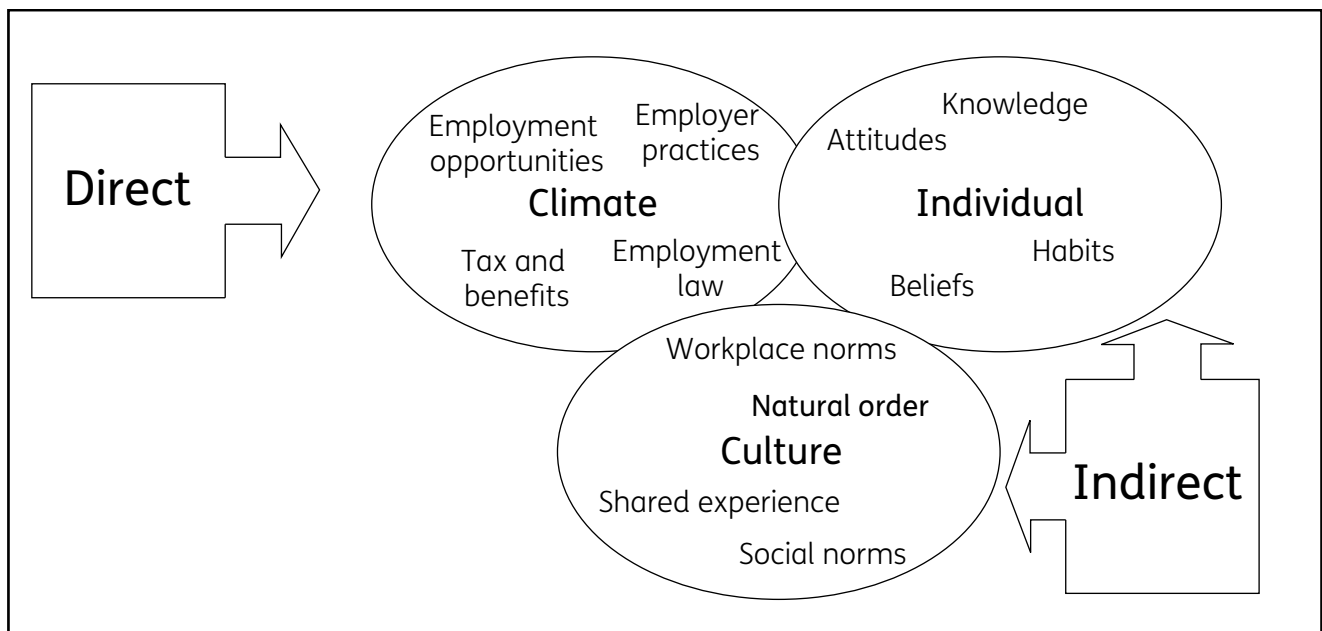 Direct
Employment
opportunities
Employer
practices
Climate
Tax and
benefits
Employment
law
Knowledge
Attitudes
Individual
Habits
Beliefs
Workplace norms
Natural order
Culture
Shared experience
Social norms
Indirect